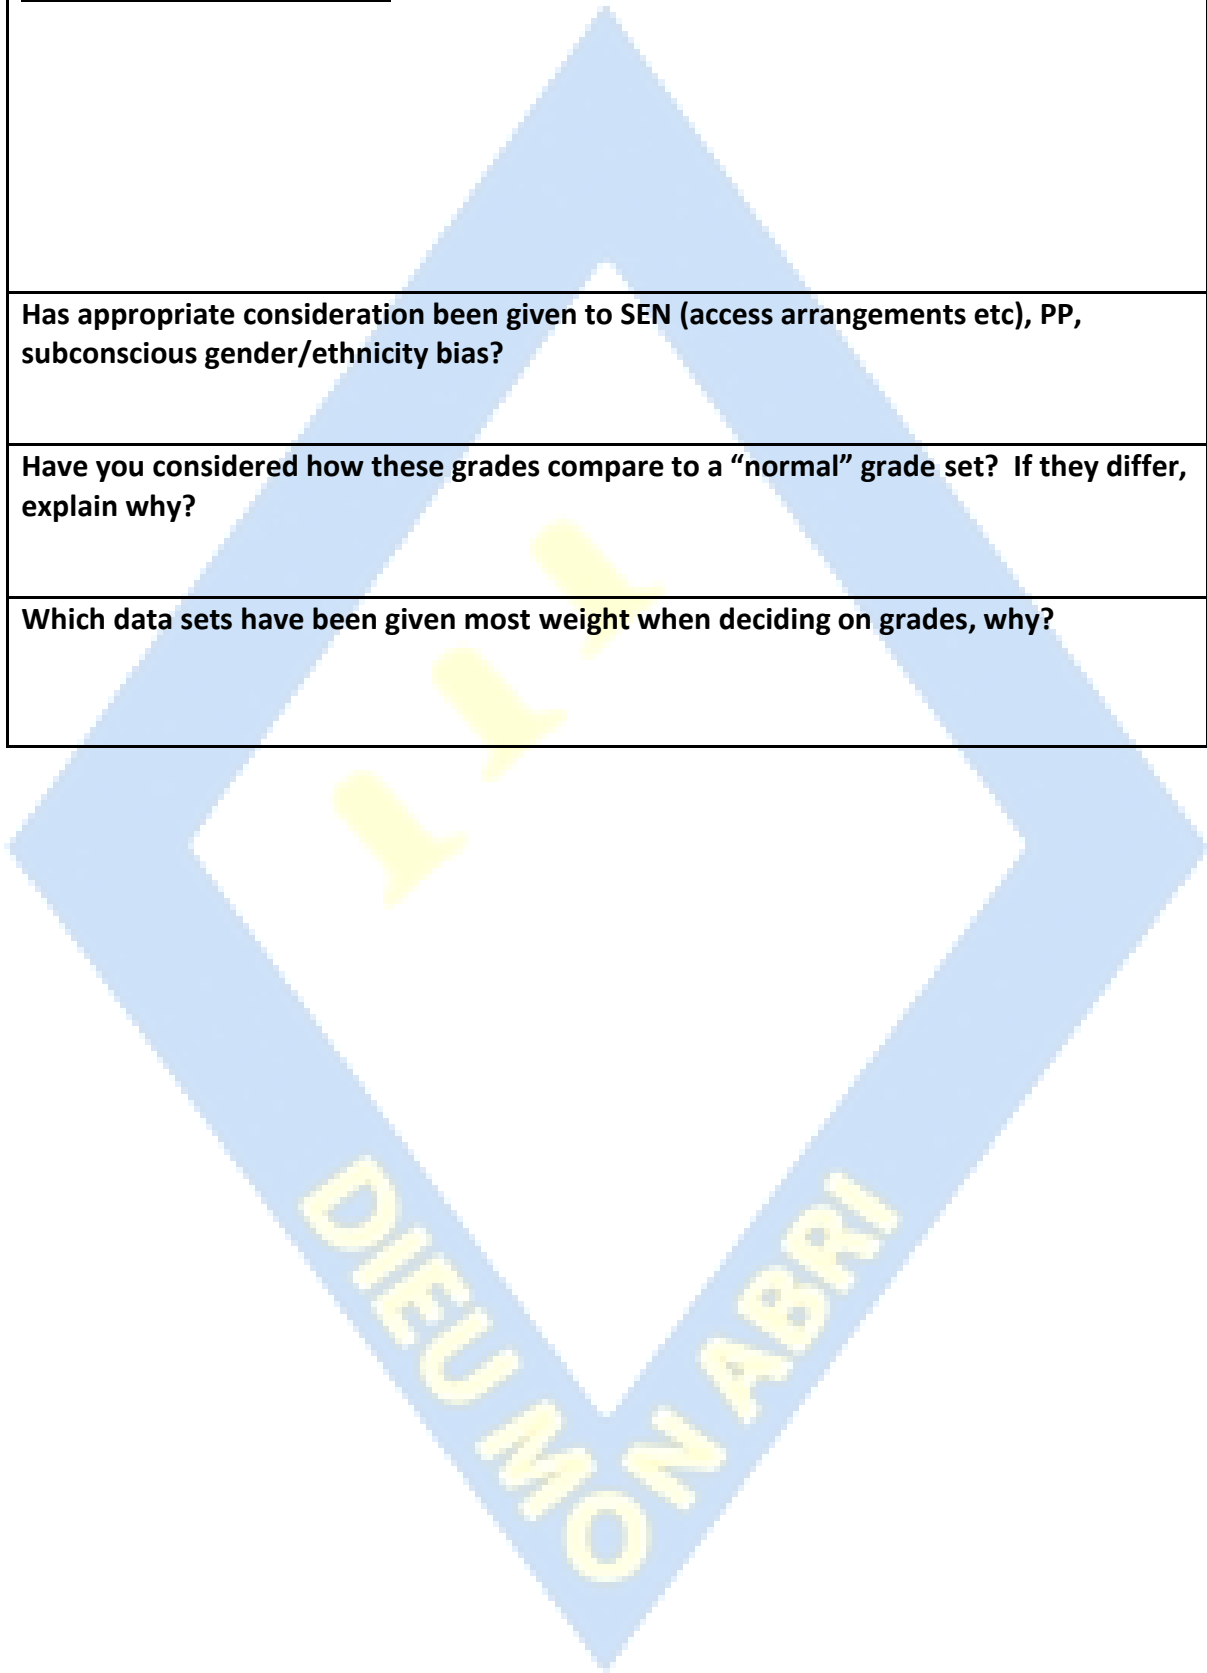 Has appropriate consideration been given to SEN (access arrangements etc), PP,
subconscious gender/ethnicity bias?
Have you considered how these grades compare to a “normal” grade set?  If they differ,
explain why?
Which data sets have been given most weight when deciding on grades, why?
DIEU MON ABRI